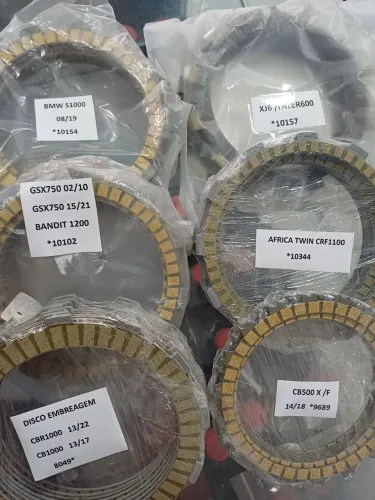 BMW S1000
08/19
*10154
XJ6 /FAZER600
*10157
GSX750 02/10
GSX750 15/21
BANDIT 1200
*10102
AFRICA TWIN CRF1100
*10344
DISCO EMBREAGEM
CBR1000 13/22
CB1000 13/17
8049*
CB500 X /F
14/18 *9689